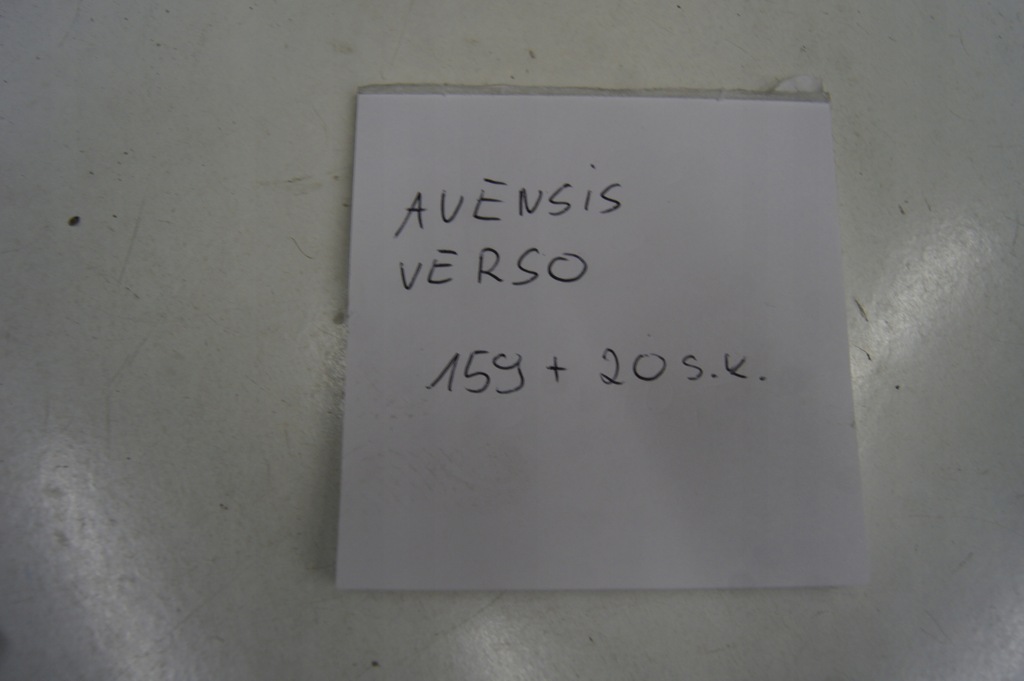 AVENSiS
VERSO
159 + 20 s.k.